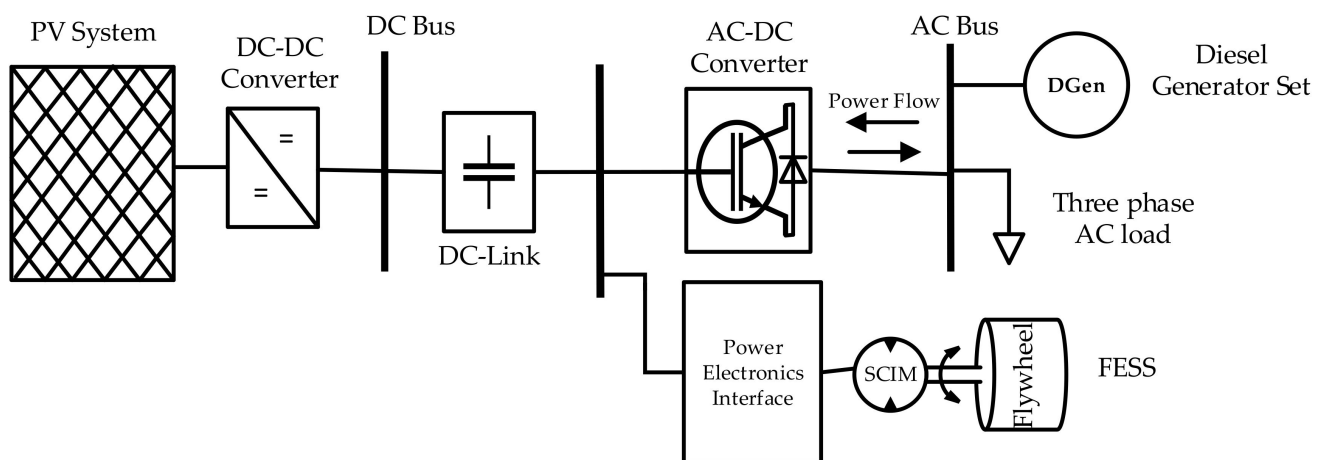 PV System
DC-DC
Converter
=
=
DC Bus
DC-Link
AC-DC
Converter
Power Flow
AC Bus
DGen
Diesel
Generator Set
Three phase
AC load
Power
Electronics
Interface
SCIM
Flywheel
FESS